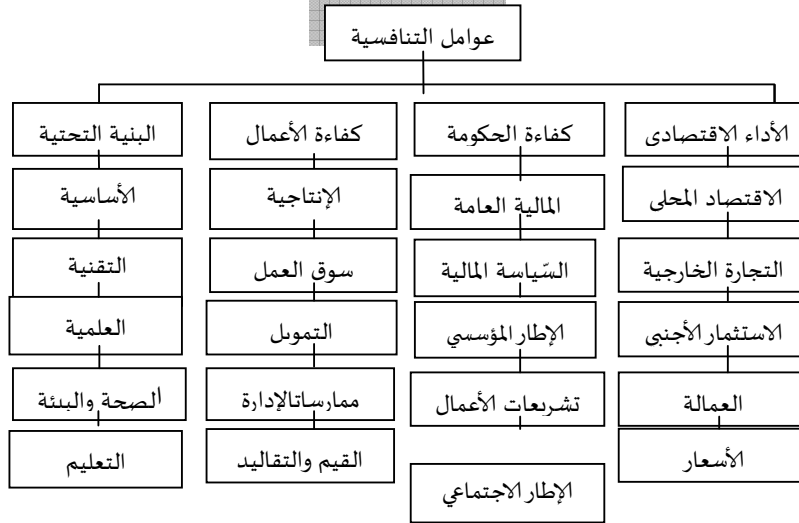 عوامل التنافسية
الأداء الاقتصادى
كفاءة الحكومة
كفاءة الأعمال
البنية التحتية
الاقتصاد المحلى
المالية العامة
الإنتاجية
الأساسية
التجارة الخارجية
السّياسة المالية
سوق العمل
التقنية
الاستثمار الأجنبى
الإطار المؤسسي
التمويل
العلمية
العمالة
تشريعات الأعمال
ممارساتالإدارة
الصحة والبيئة
الأسعار
الإطار الاجتماعي
القيم والتقاليد
التعليم